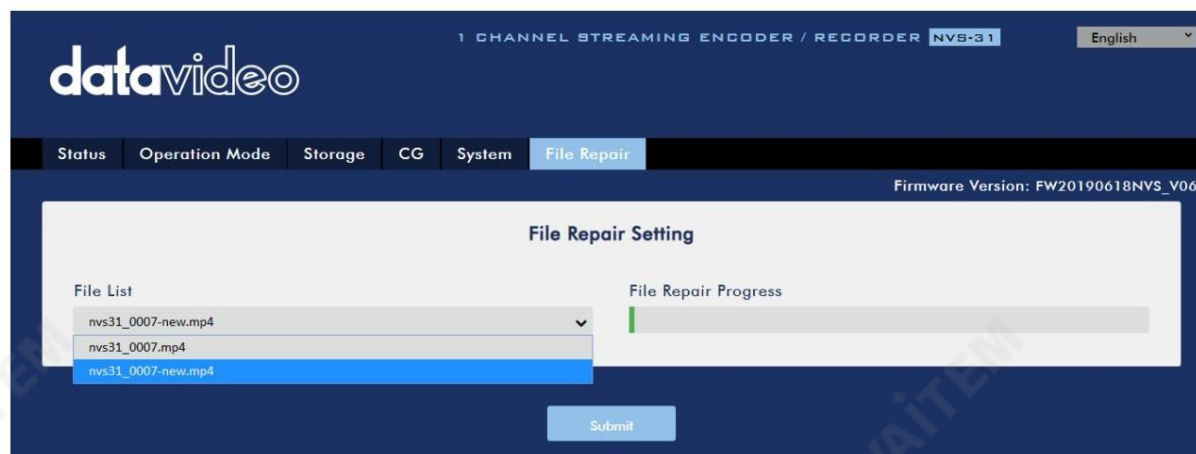 1 CHANNEL STREAMING ENCODER / RECORDER NVS-31
English
datavideo
Status Operation Mode Storage CG System File Repair
Firmware Version: FW20190618NVS_V06
File Repair Setting
File List
File Repair Progress
nvs31_0007-new.mp4
nvs31_0007.mp4
nvs31_0007-new.mp4
Submit